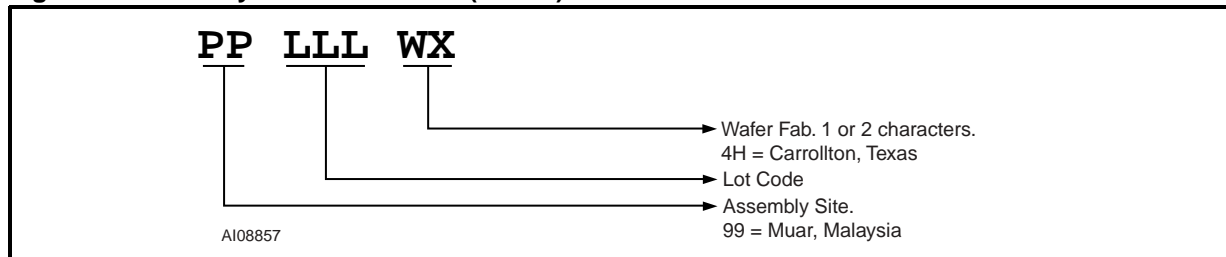 PP LLL WX
Wafer Fab. 1 or 2 characters.
4H = Carrollton, Texas
Lot Code
Assembly Site.
99 = Muar, Malaysia
AI08857